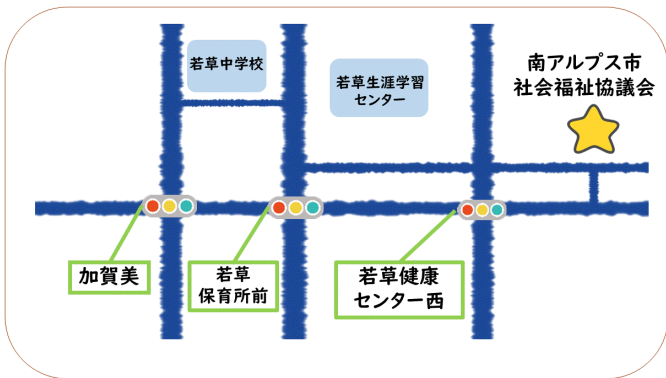 若草中学校
若草生涯学習
センター
南アルプス市
社会福祉協議会
加賀美
若草
保育所前
若草健康
センター西